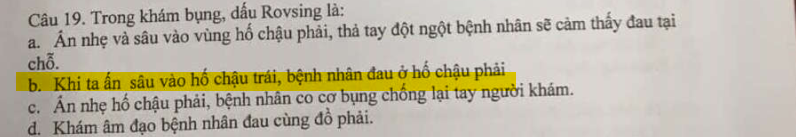 Câu 19. Trong khám bụng, dấu Rovsing là:
a. Ấn nhẹ và sâu vào vùng hố chậu phải, thả tay đột ngột bệnh nhân sẽ cảm thấy đau tại
chỗ.
b. Khi ta ấn sâu vào hố chậu trái, bệnh nhân đau ở hố chậu phải
c. Ấn nhẹ hố chậu phải, bệnh nhân co cơ bụng chống lại tay người khám.
d. Khám âm đạo bệnh nhân đau cùng đồ phải.